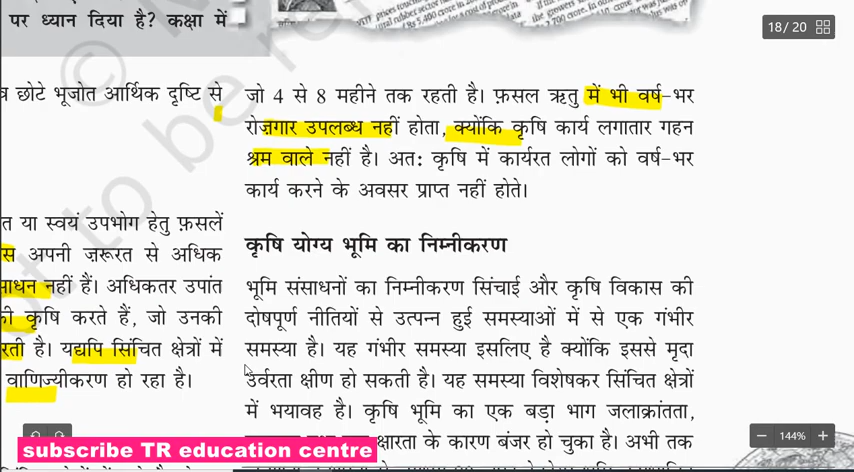 पर ध्यान दिया है? कक्षा में
18 / 20
छोटे भूजोत आर्थिक दृष्टि से
त या स्वयं उपभोग हेतु फ़सलें
स अपनी ज़रूरत से अधिक
साधन नहीं हैं। अधिकतर उपांत
की कृषि करते हैं, जो उनकी
रती है। यद्यपि सिंचित क्षेत्रों में
वाणिज्यीकरण हो रहा है।
जो 4 से 8 महीने तक रहती है। फ़सल ऋतु में भी वर्ष-भर
रोज़गार उपलब्ध नहीं होता, क्योंकि कृषि कार्य लगातार गहन
श्रम वाले नहीं है। अतः कृषि में कार्यरत लोगों को वर्ष-भर
कार्य करने के अवसर प्राप्त नहीं होते।
कृषि योग्य भूमि का निम्नीकरण
भूमि संसाधनों का निम्नीकरण सिंचाई और कृषि विकास की
दोषपूर्ण नीतियों से उत्पन्न हुई समस्याओं में से एक गंभीर
समस्या है। यह गंभीर समस्या इसलिए है क्योंकि इससे मृदा
उर्वरता क्षीण हो सकती है। यह समस्या विशेषकर सिंचित क्षेत्रों
में भयावह है। कृषि भूमि का एक बड़ा भाग जलाक्रांतता,
क्षारता के कारण बंजर हो चुका है। अभी तक
144%
subscribe TR education centre